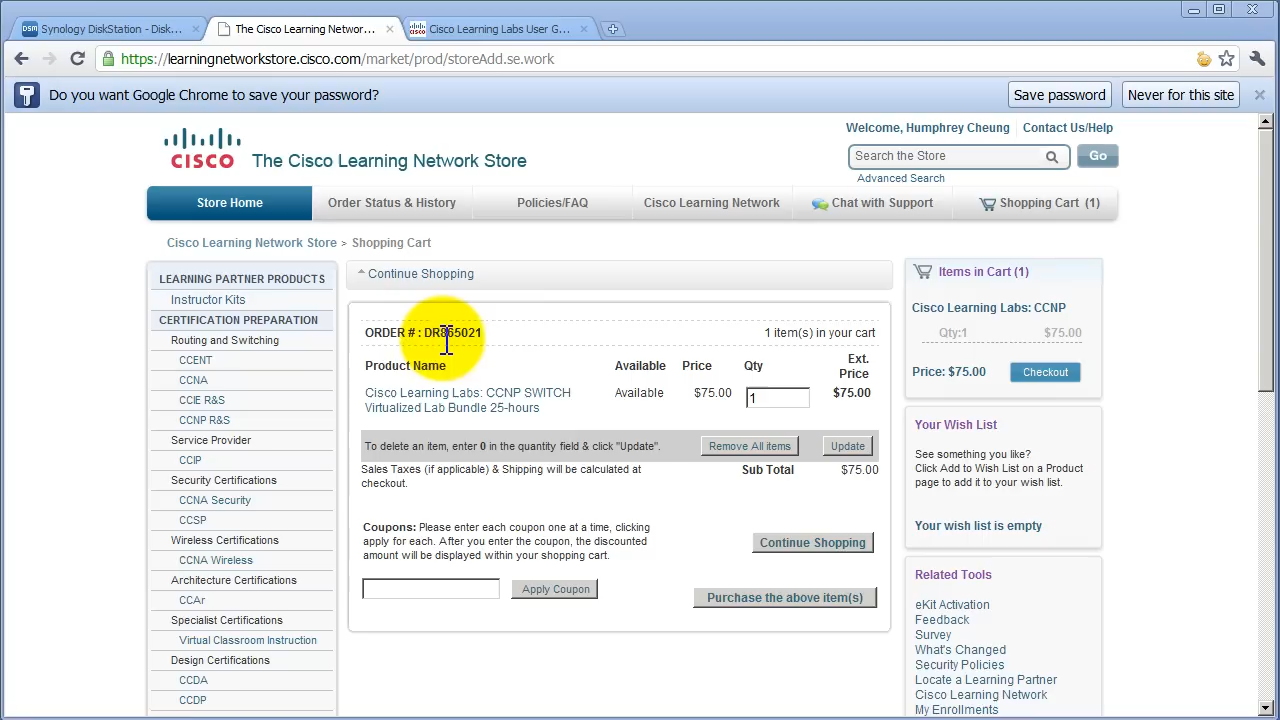 Synology DiskStation - Disk...
The Cisco Learning Networ...
Cisco Learning Labs User G...
https://learningnetworkstore.cisco.com/market/prod/storeAdd.se.work
Do you want Google Chrome to save your password?
Save password
Never for this site
Welcome, Humphrey Cheung
Contact Us/Help
CISCO
The Cisco Learning Network Store
Search the Store
Go
Advanced Search
Store Home
Order Status & History
Policies/FAQ
Cisco Learning Network
Chat with Support
Shopping Cart (1)
Cisco Learning Network Store > Shopping Cart
LEARNING PARTNER PRODUCTS
Instructor Kits
CERTIFICATION PREPARATION
Routing and Switching
CCENT
CCNA
CCIE R&S
CCNP R&S
Service Provider
CCIP
Security Certifications
CCNA Security
CCSP
Wireless Certifications
CCNA Wireless
Architecture Certifications
CCAr
Specialist Certifications
Virtual Classroom Instruction
Design Certifications
CCDA
CCDP
Continue Shopping
ORDER # : DR865021
1 item(s) in your cart
Product Name
Available
Price
Qty
Ext.
Price
Cisco Learning Labs: CCNP SWITCH
Virtualized Lab Bundle 25-hours
Available
$75.00
1
$75.00
To delete an item, enter 0 in the quantity field & click "Update".
Remove All items
Update
Sales Taxes (if applicable) & Shipping will be calculated at
checkout.
Sub Total
$75.00
Coupons: Please enter each coupon one at a time, clicking
apply for each. After you enter the coupon, the discounted
amount will be displayed within your shopping cart.
Continue Shopping
Apply Coupon
Purchase the above item(s)
Items in Cart (1)
Cisco Learning Labs: CCNP
Qty:1
$75.00
Price: $75.00
Checkout
Your Wish List
See something you like?
Click Add to Wish List on a Product
page to add it to your wish list.
Your wish list is empty
Related Tools
eKit Activation
Feedback
Survey
What's Changed
Security Policies
Locate a Learning Partner
Cisco Learning Network
My Enrollments